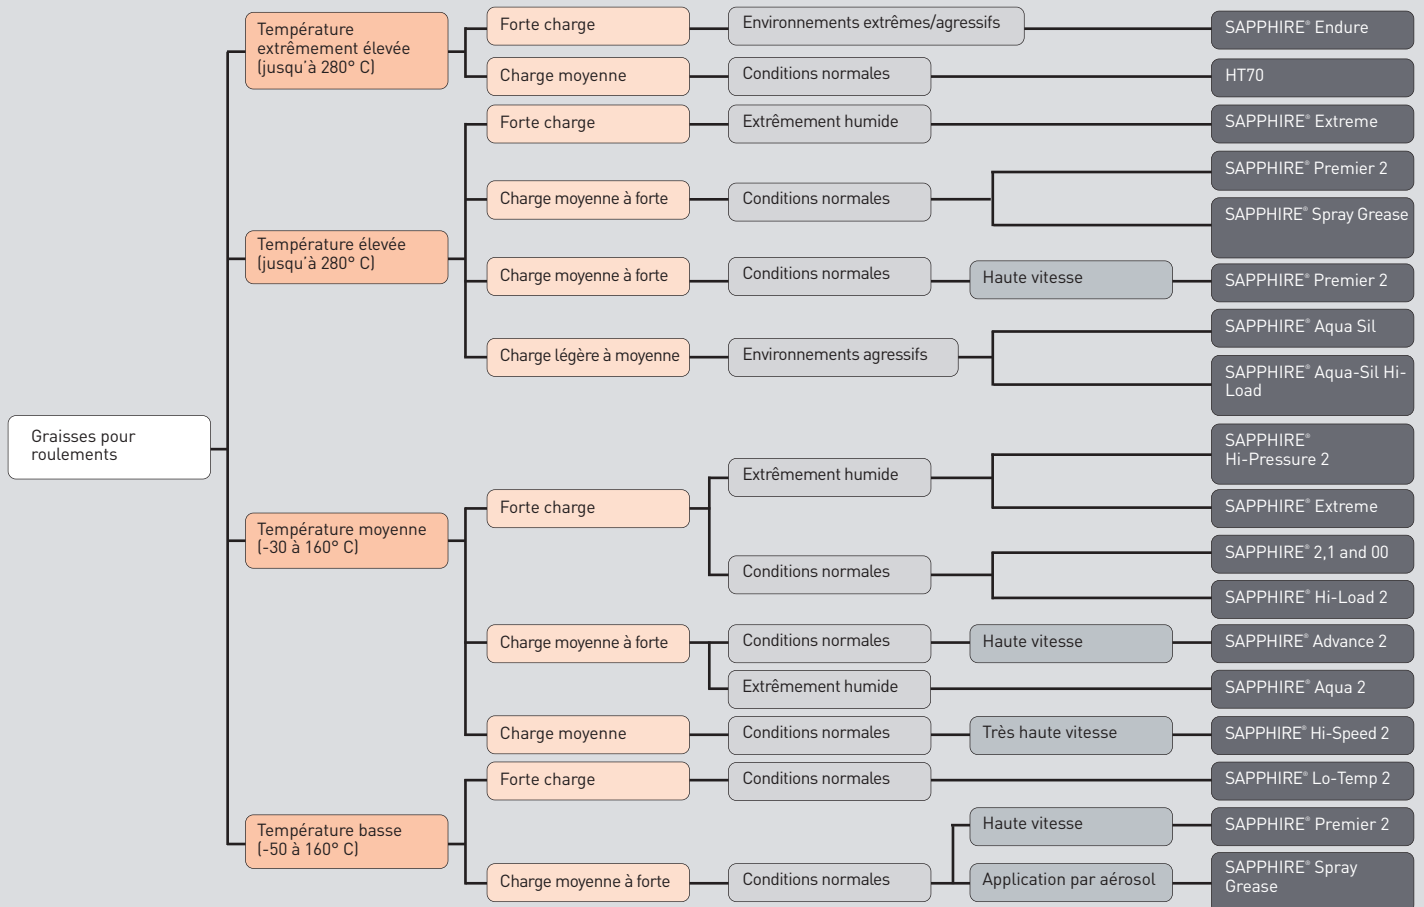 Graisses pour
roulements
Température
extrêmement élevée
(jusqu'à 280° C)
Forte charge
Environnements extrêmes/agressifs
SAPPHIRE® Endure
Charge moyenne
Conditions normales
HT70
Température élevée
(jusqu'à 280° C)
Forte charge
Extrêmement humide
SAPPHIRE® Extreme
Charge moyenne à forte
Conditions normales
SAPPHIRE® Premier 2
SAPPHIRE® Spray Grease
Charge moyenne à forte
Conditions normales
Haute vitesse
SAPPHIRE® Premier 2
Charge légère à moyenne
Environnements agressifs
SAPPHIRE® Aqua Sil
SAPPHIRE® Aqua-Sil Hi-
Load
Température moyenne
(-30 à 160° C)
Forte charge
Extrêmement humide
SAPPHIRE®
Hi-Pressure 2
SAPPHIRE® Extreme
Conditions normales
SAPPHIRE® 2,1 and 00
SAPPHIRE® Hi-Load 2
Charge moyenne à forte
Conditions normales
Haute vitesse
SAPPHIRE® Advance 2
Extrêmement humide
SAPPHIRE® Aqua 2
Charge moyenne
Conditions normales
Très haute vitesse
SAPPHIRE® Hi-Speed 2
Température basse
(-50 à 160° C)
Forte charge
Conditions normales
SAPPHIRE® Lo-Temp 2
Charge moyenne à forte
Conditions normales
Haute vitesse
SAPPHIRE® Premier 2
Application par aérosol
SAPPHIRE® Spray
Grease